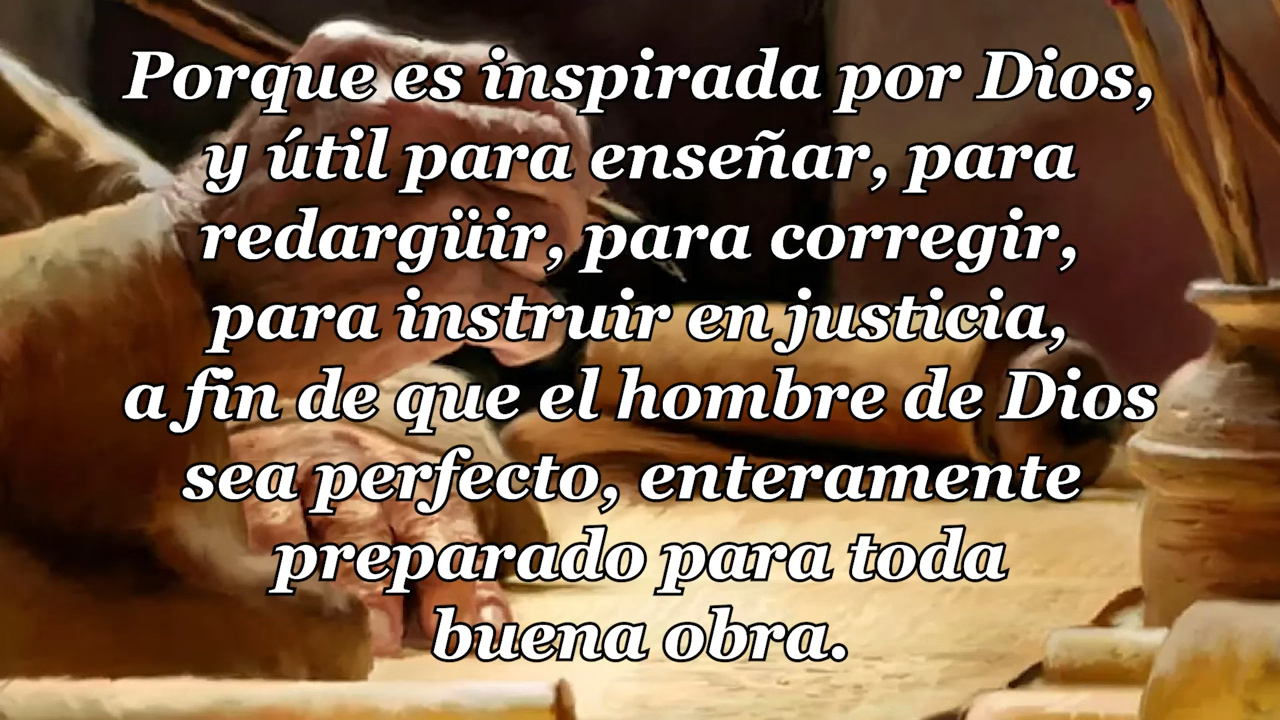 Porque es inspirada por Dios,
y útil para enseñar, para
redargüir, para corregir,
para instruir en justicia,
a fin de que el hombre de Dios
sea perfecto, enteramente
preparado para toda
buena obra.